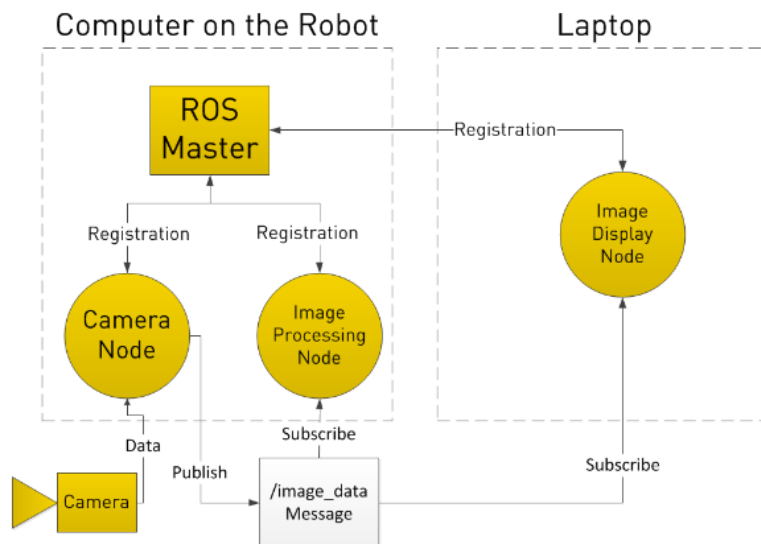 Computer on the Robot
Laptop
ROS
Master
Registration
Registration
Registration
Image
Display
Node
Camera
Node
Image
Processing
Node
Data
Publish
Subscribe
Subscribe
Camera
/image_data
Message